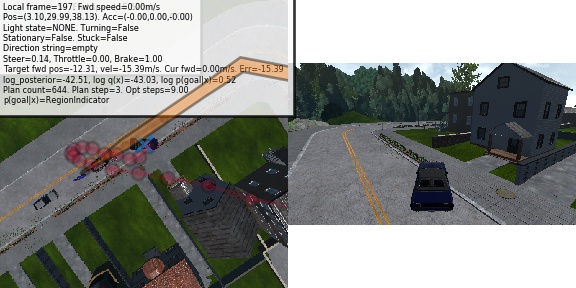 Local frame=197: Fwd speed=0.00m/s
Pos=(3.10,29.99,38.13). Acc=(-0.00,0.00,-0.00)
Light state=NONE. Turning=False
Stationary=False. Stuck=False
Direction string=empty
Steer=0.14, Throttle=0.00, Brake=1.00
Target fwd pos=-12.31, vel=-15.39m/s. Cur fwd=0.00m/s. Err=-15.39
log_posterior=-42.51, log q(x)=-43.03, log p(goal|x)=0.52
Plan count=644. Plan step=3. Opt steps=9.00
p(goal|x)=RegionIndicator